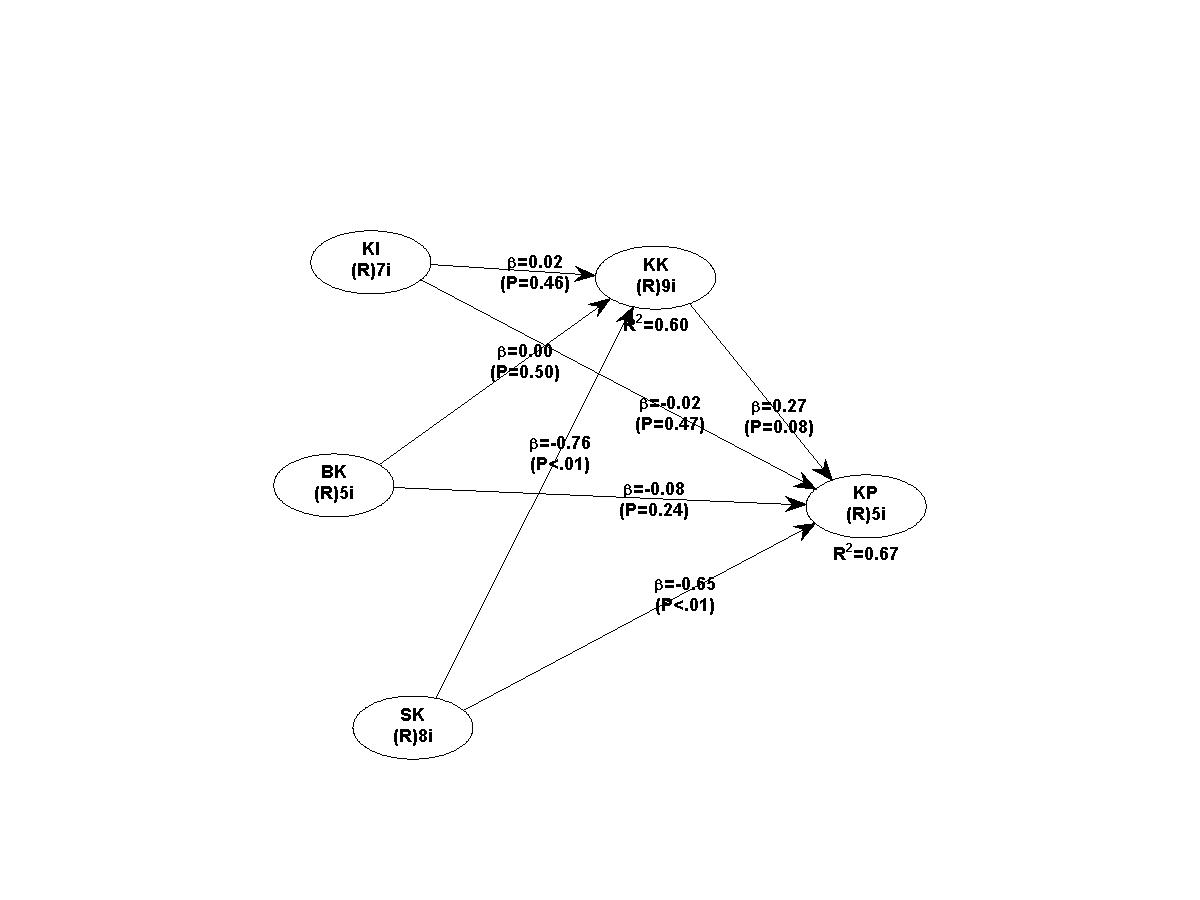 KI
(R)7i
β=0.02
(P=0.46)
KK
(R)9i
R²=0.60
β=0.00
(P=0.50)
β=-0.02
(P=0.47)
β=0.27
(P=0.08)
β=-0.76
(P<.01)
BK
(R)5i
β=-0.08
(P=0.24)
KP
(R)5i
R²=0.67
β=-0.65
(P<.01)
SK
(R)8i